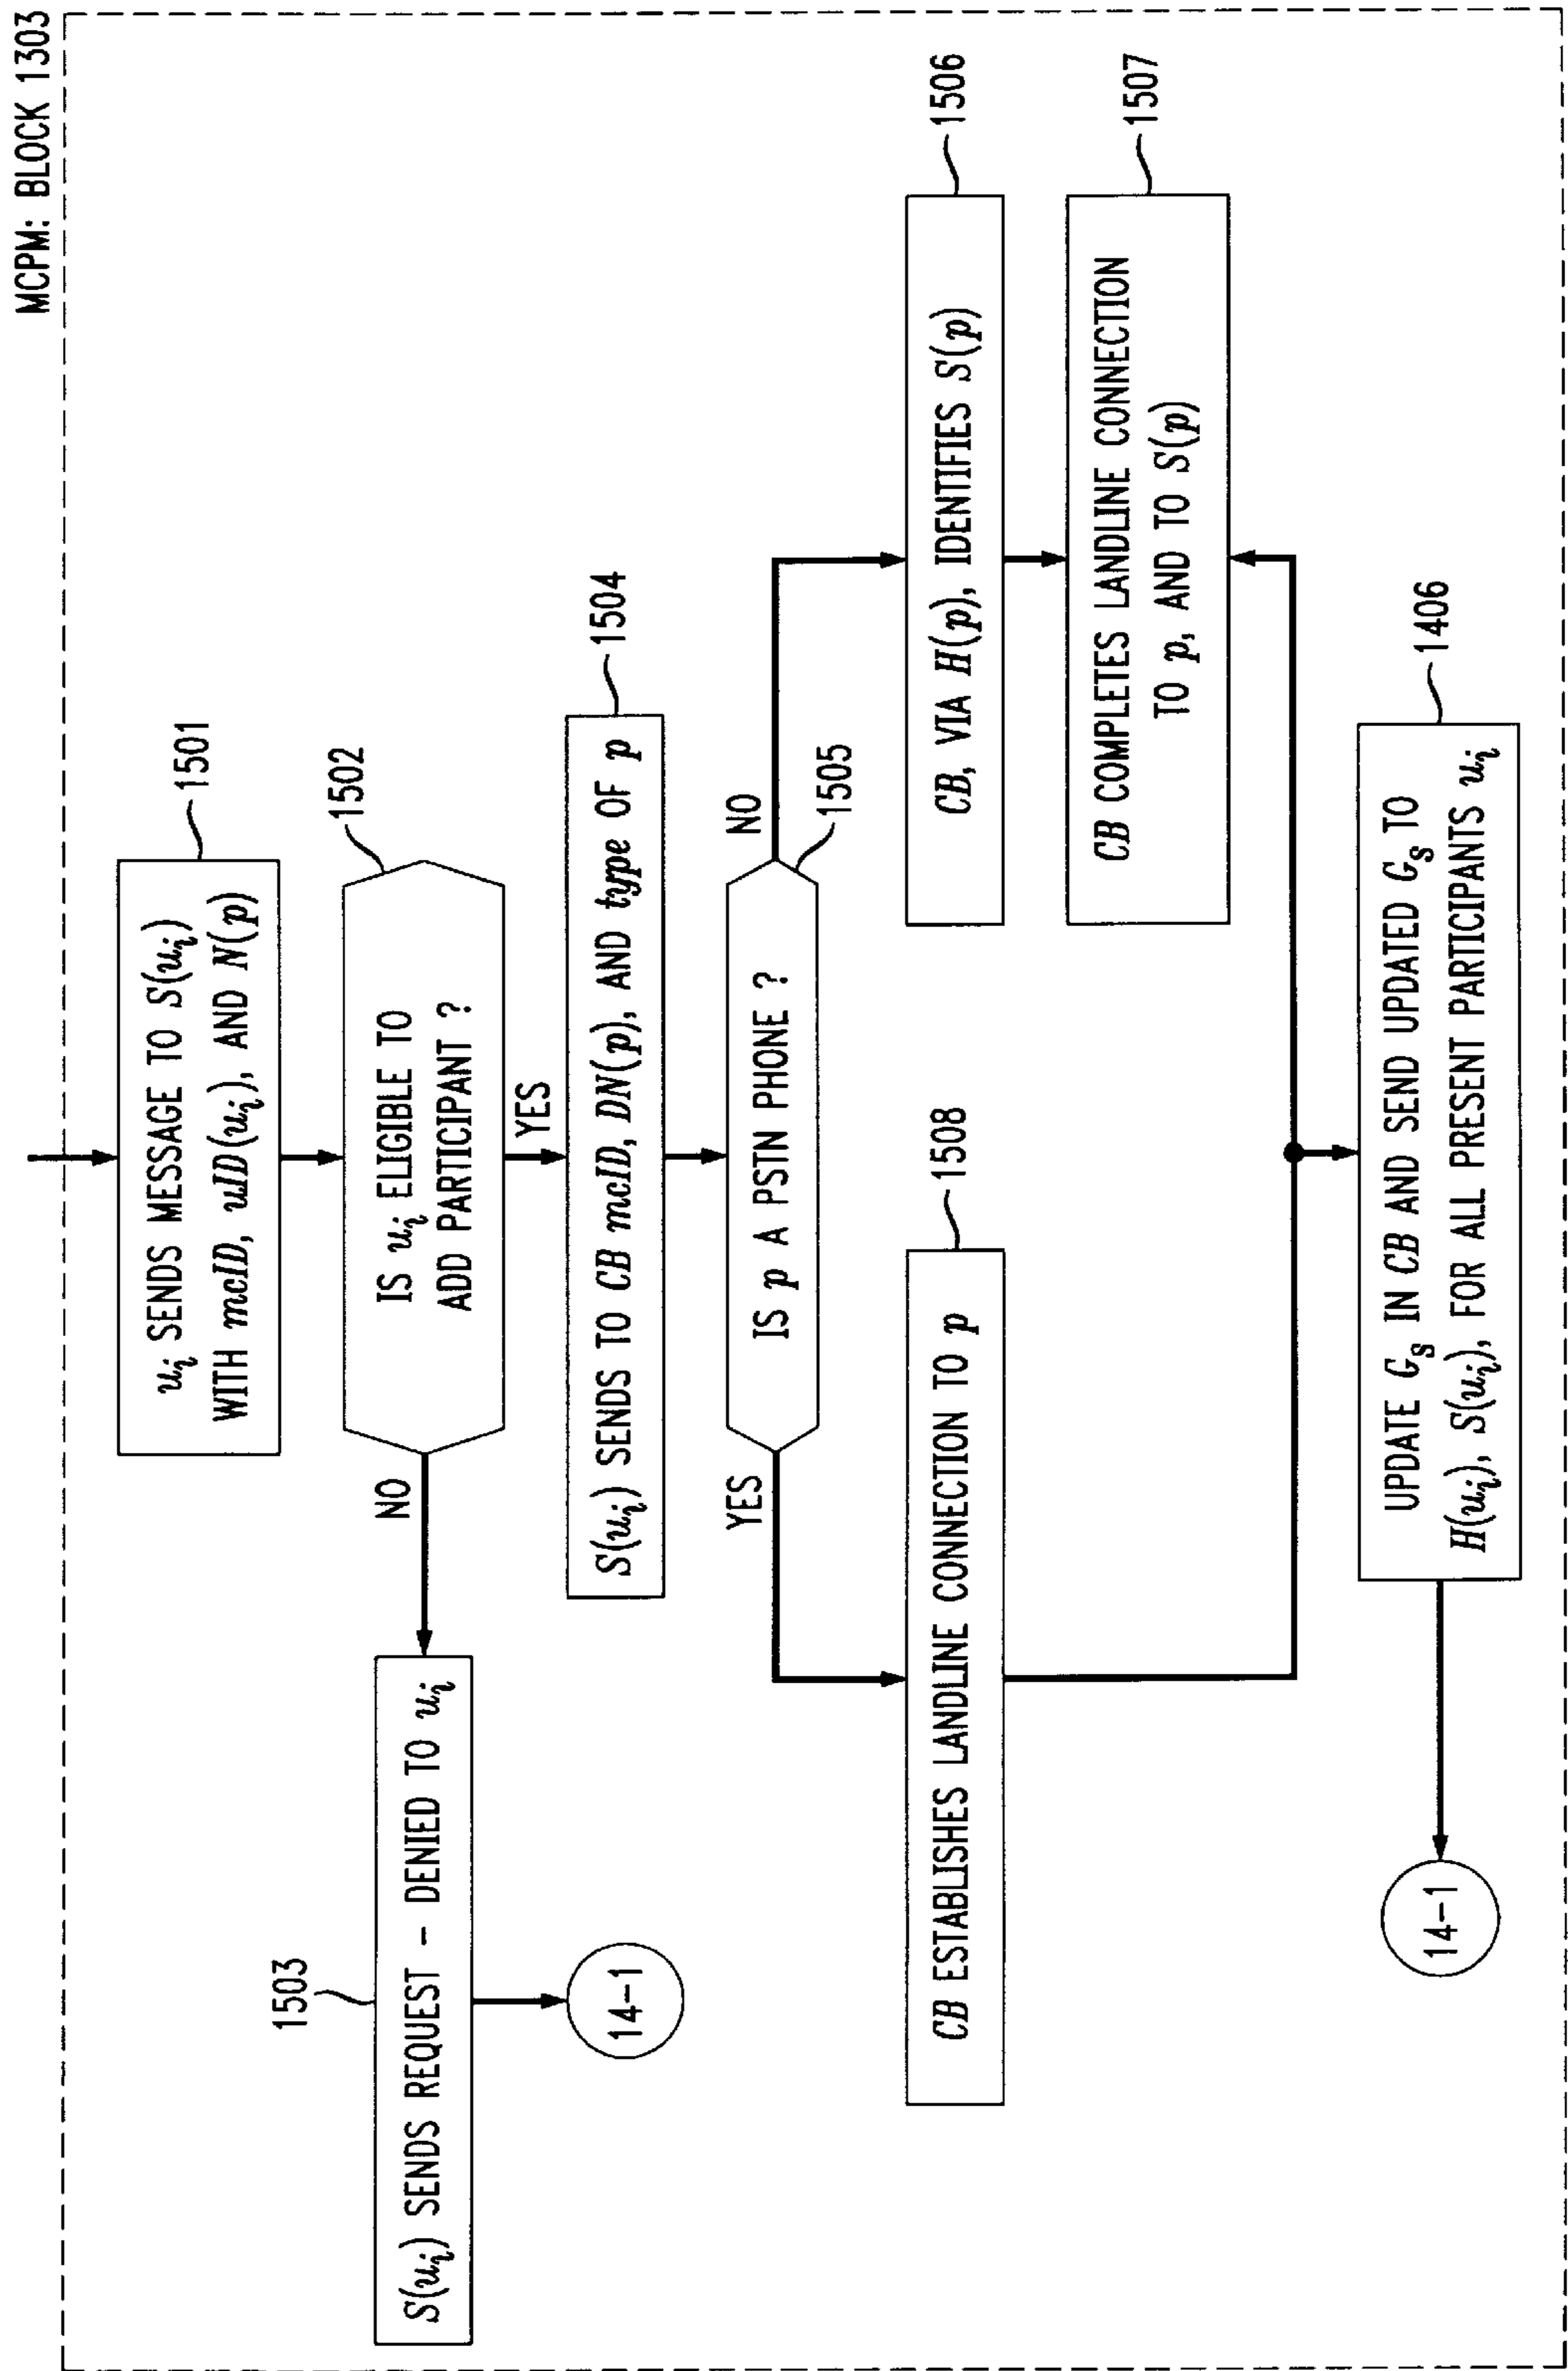 MCPM: BLOCK 1303
u_i SENDS MESSAGE TO S(u_i)
WITH mcID, uID(u_i), AND N(p)
1501
IS u_i ELIGIBLE TO
ADD PARTICIPANT ?
1502
NO
YES
1503
S(u_i) SENDS REQUEST – DENIED TO u_i
14-1
S(u_i) SENDS TO CB mcID, DN(p), AND type OF p
1504
IS p A PSTN PHONE ?
1505
YES
NO
CB ESTABLISHES LANDLINE CONNECTION TO p
1508
CB, VIA H(p), IDENTIFIES S(p)
1506
CB COMPLETES LANDLINE CONNECTION
TO p, AND TO S(p)
1507
UPDATE G_s IN CB AND SEND UPDATED G_s TO
H(u_i), S(u_i), FOR ALL PRESENT PARTICIPANTS u_i
1406
14-1